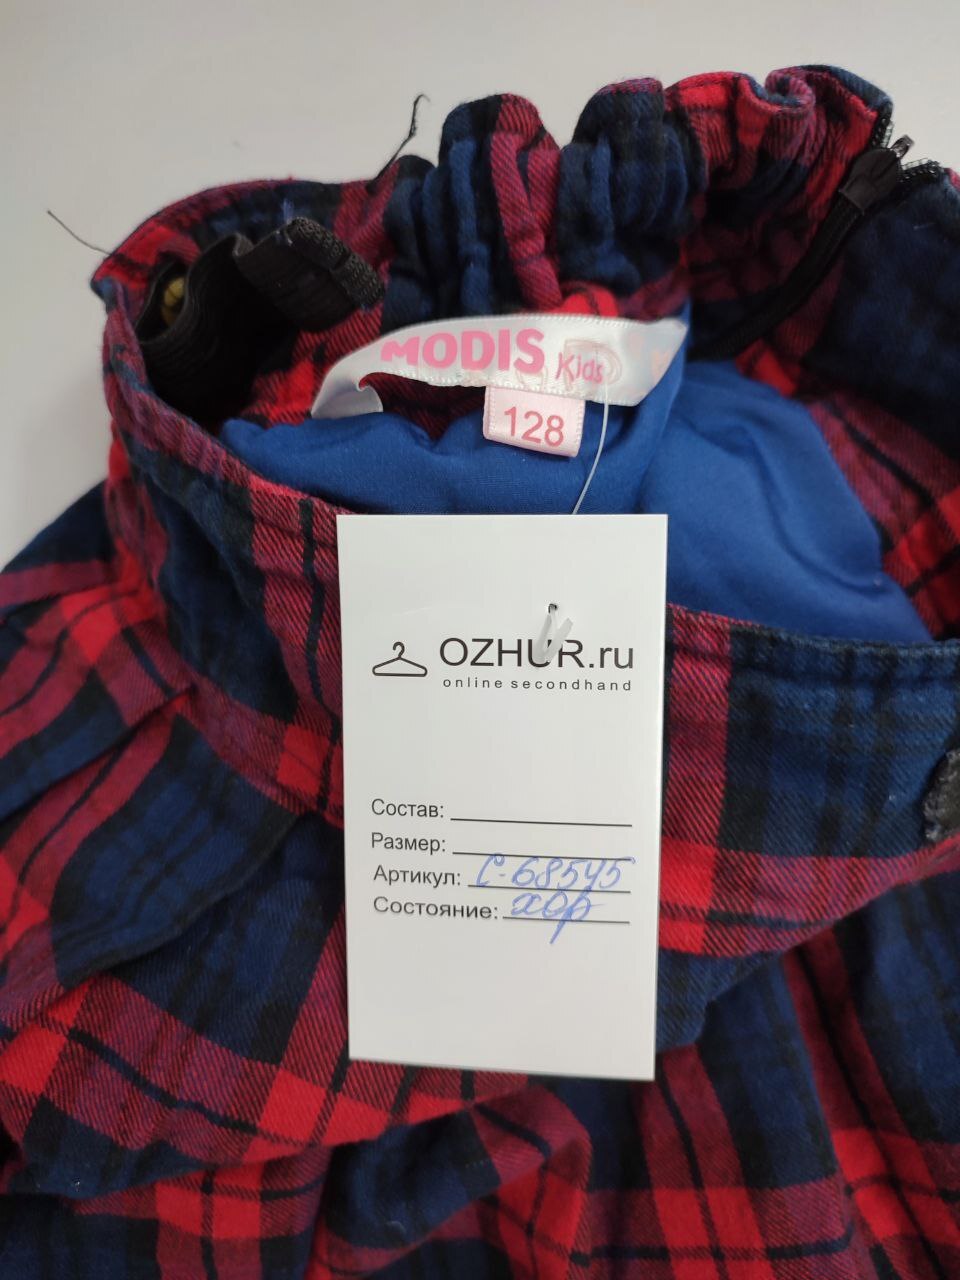 MODIS Kids
128
OZHUR.ru
online secondhand
Состав:
Размер:
Артикул: С-68545
Состояние: хор